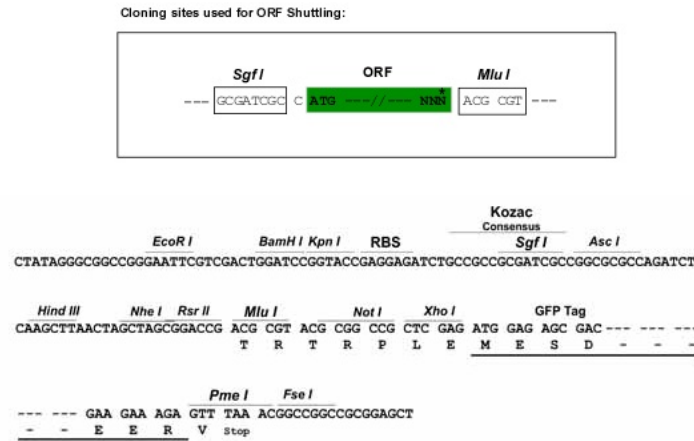 Cloning sites used for ORF Shuttling:
Sgf I ORF Mlu I
--- GCGATCGC C ATG ---//--- NNN* ACG CGT ---
Kozac
Consensus
EcoR I BamH I Kpn I RBS Sgf I Asc I
CTATAGGGCGGCCGGGAATTCGTCGACTGGATCCGGTACCGAGGAGATCTGCCGCCGCGATCGCCGGCGCGCCAGATCT
Hind III Nhe I Rsr II Mlu I Not I Xho I GFP Tag
CAAGCTTAACTAGCTAGCGGACCG ACG CGT ACG CGG CCG CTC GAG ATG GAG AGC GAC --- --- ---
T R T R P L E M E S D - - -
Pme I Fse I
--- --- GAA GAA AGA GTT TAA ACGGCCGGCCGCGGAGCT
- - E E R V Stop